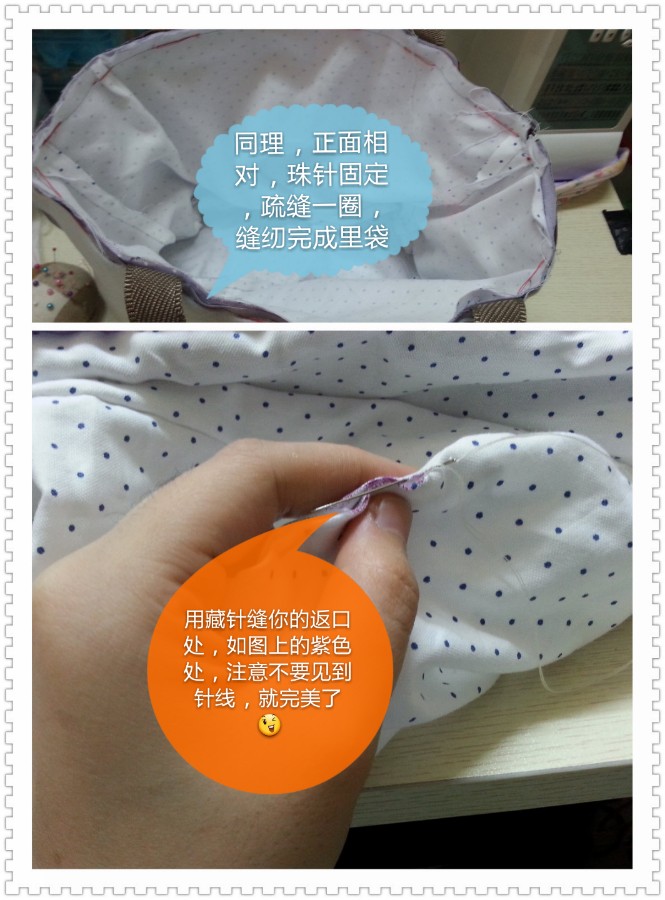 同理，正面相
对，珠针固定
，疏缝一圈，
缝纫完成里袋
用藏针缝你的返口
处，如图上的紫色
处，注意不要见到
针线，就完美了